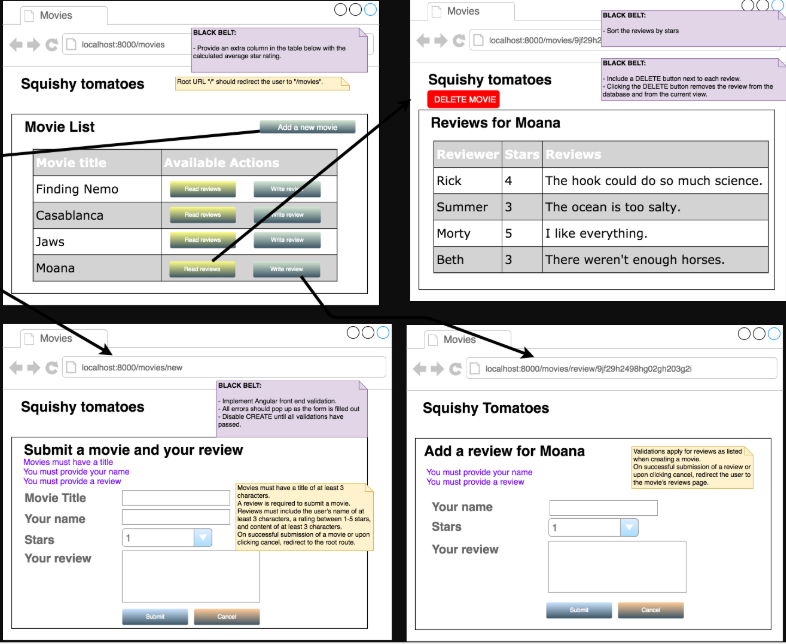 Movies
localhost:8000/movies
BLACK BELT:
- Provide an extra column in the table below with the
calculated average star rating.
Squishy tomatoes
Root URL "/" should redirect the user to "/movies".
Movie List
Add a new movie
Movie title Available Actions
Finding Nemo Read reviews Write review
Casablanca Read reviews Write review
Jaws Read reviews Write review
Moana Read reviews Write review
Movies
localhost:8000/movies/9jf29h2
BLACK BELT:
- Sort the reviews by stars
Squishy tomatoes
DELETE MOVIE
BLACK BELT:
- Include a DELETE button next to each review.
- Clicking the DELETE button removes the review from the
database and from the current view.
Reviews for Moana
Reviewer Stars Reviews
Rick 4 The hook could do so much science.
Summer 3 The ocean is too salty.
Morty 5 I like everything.
Beth 3 There weren't enough horses.
Movies
localhost:8000/movies/new
BLACK BELT:
- Implement Angular front end validation.
- All errors should pop up as the form is filled out
- Disable CREATE until all validations have
passed.
Squishy tomatoes
Submit a movie and your review
Movies must have a title
You must provide your name
You must provide a review
Movie Title
Your name
Stars 1
Your review
Movies must have a title of at least 3
characters.
A review is required to submit a movie.
Reviews must include the user's name of at
least 3 characters, a rating between 1-5 stars,
and content of at least 3 characters.
On successful submission of a movie or upon
clicking cancel, redirect to the root route.
Submit Cancel
Movies
localhost:8000/movies/review/9jf29h2498hg02gh203g2i
Squishy Tomatoes
Add a review for Moana
You must provide your name
You must provide a review
Validations apply for reviews as listed
when creating a movie.
On successful submission of a review or
upon clicking cancel, redirect the user to
the movie's reviews page.
Your name
Stars 1
Your review
Submit Cancel